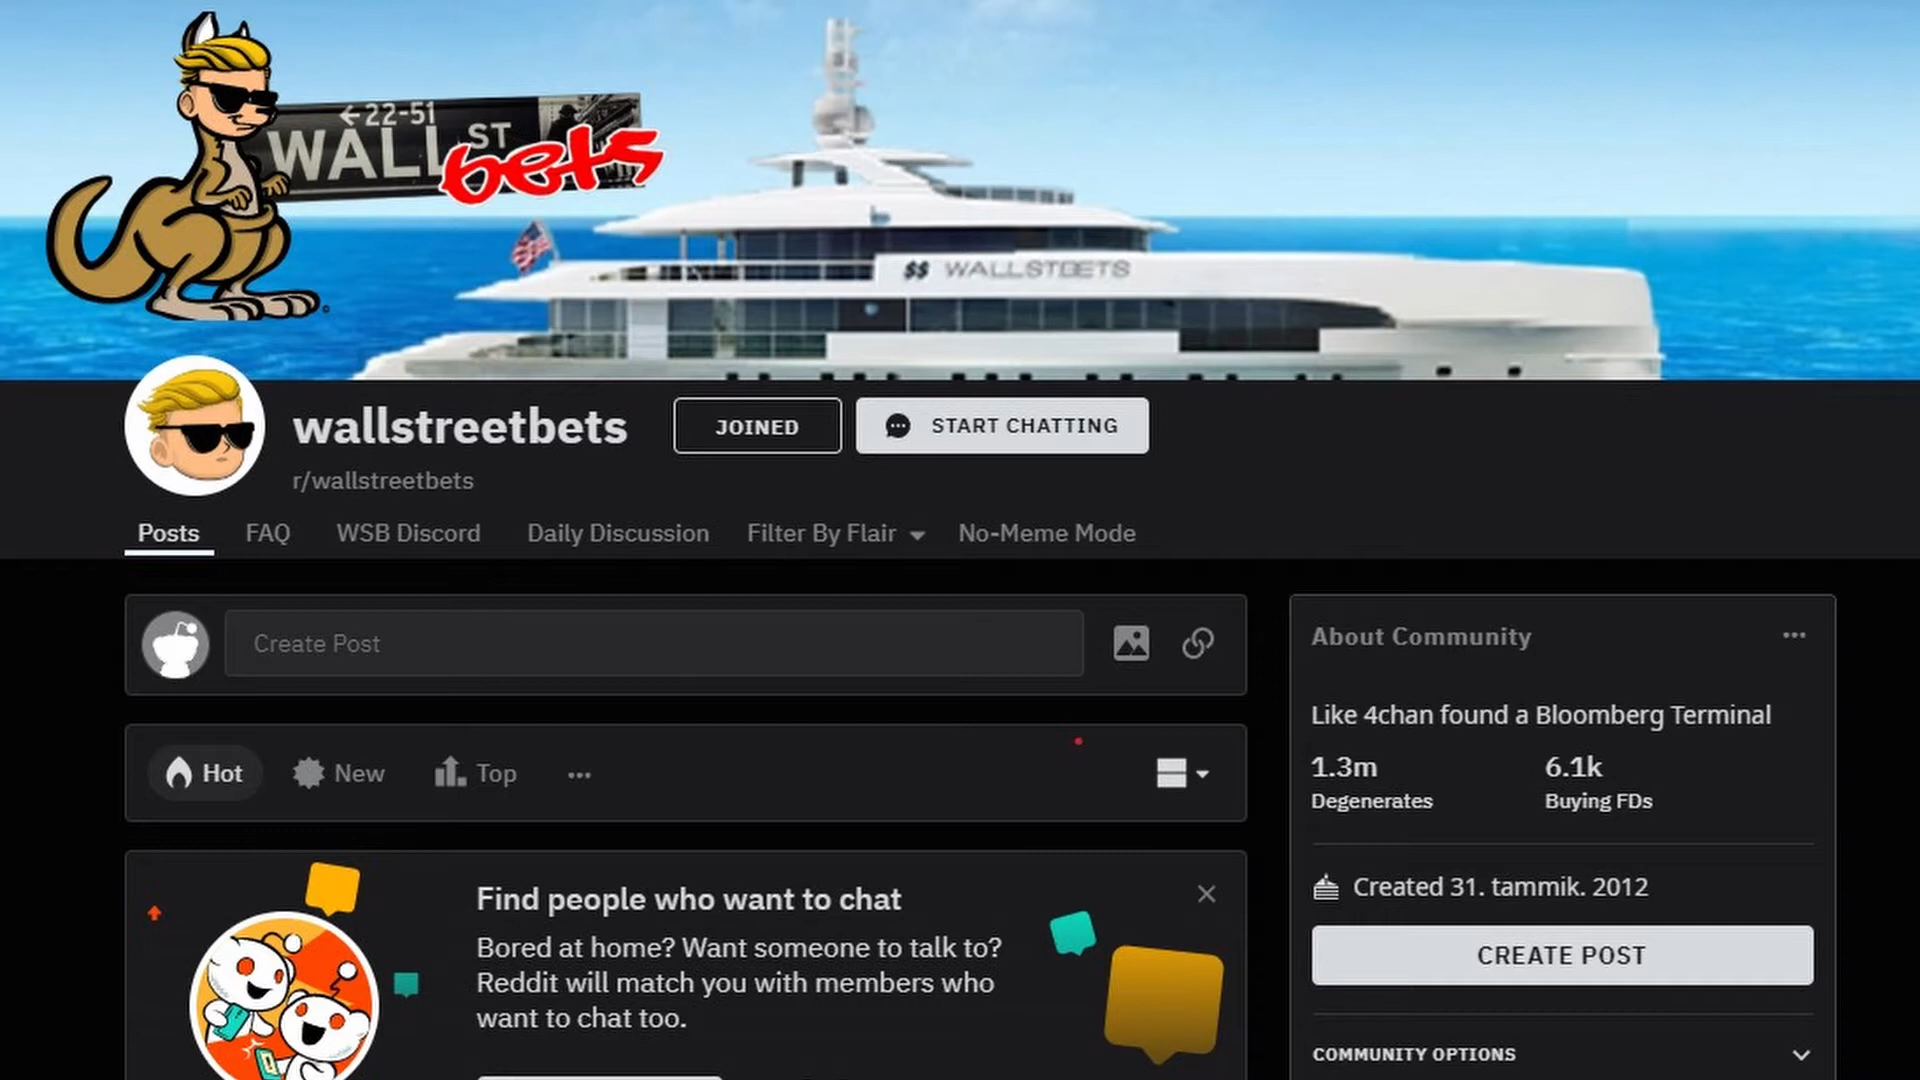 ←22-51
WALL ST
bets
$$ WALLSTBETS
wallstreetbets
JOINED
START CHATTING
r/wallstreetbets
Posts
FAQ
WSB Discord
Daily Discussion
Filter By Flair
No-Meme Mode
Create Post
Hot
New
Top
Find people who want to chat
Bored at home? Want someone to talk to?
Reddit will match you with members who
want to chat too.
About Community
Like 4chan found a Bloomberg Terminal
1.3m
6.1k
Degenerates
Buying FDs
Created 31. tammik. 2012
CREATE POST
COMMUNITY OPTIONS